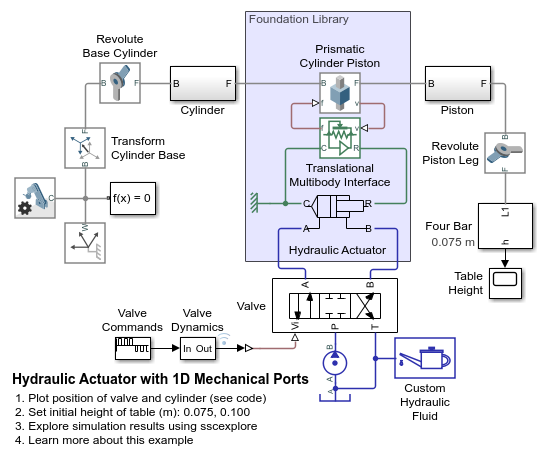 Foundation Library
Revolute
Base Cylinder
Prismatic
Cylinder Piston
B F
B F
B F
B F
f v
Cylinder
Piston
F
Transform
Cylinder Base
B
f v
C R
B
Revolute
Piston Leg
F
Translational
Multibody Interface
C
f(x) = 0
C R
L1
Four Bar
0.075 m
h
W
A B
Hydraulic Actuator
Table
Height
A B
Valve
Vi P T
Valve
Commands
Valve
Dynamics
In Out
B
A
A
Custom
Hydraulic
Fluid
Hydraulic Actuator with 1D Mechanical Ports
1. Plot position of valve and cylinder (see code)
2. Set initial height of table (m): 0.075, 0.100
3. Explore simulation results using sscexplore
4. Learn more about this example